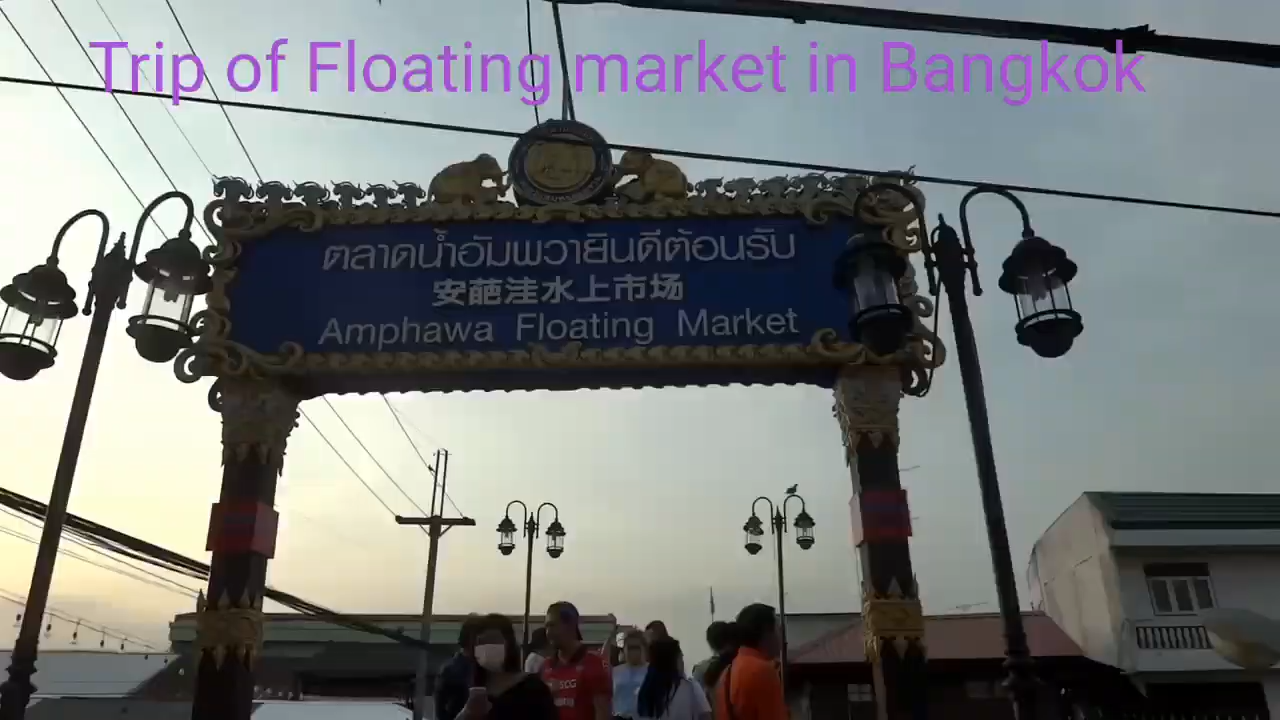 Trip of Floating market in Bangkok
ตลาดน้ำอัมพวายินดีต้อนรับ
安葩洼水上市场
Amphawa Floating Market